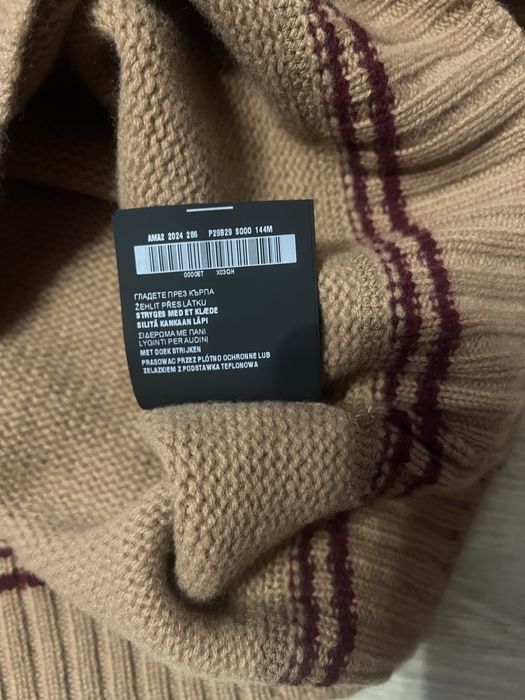 AMA2 2024 286 P29B29 S000 144M
0000ET X03QH
ГЛАДЕТЕ ПРЕЗ КЪРПА
ŽEHLIT PŘES LÁTKU
STRYGES MED ET KLÆDE
SILITÄ KANKAAN LÄPI
ΣΙΔΕΡΩΜΑ ΜΕ ΠΑΝΙ
LYGINTI PER AUDINĮ
MET DOEK STRIJKEN
PRASOWAĆ PRZEZ PŁÓTNO OCHRONNE LUB
ŻELAZKIEM Z PODSTAWKĄ TEFLONOWĄ